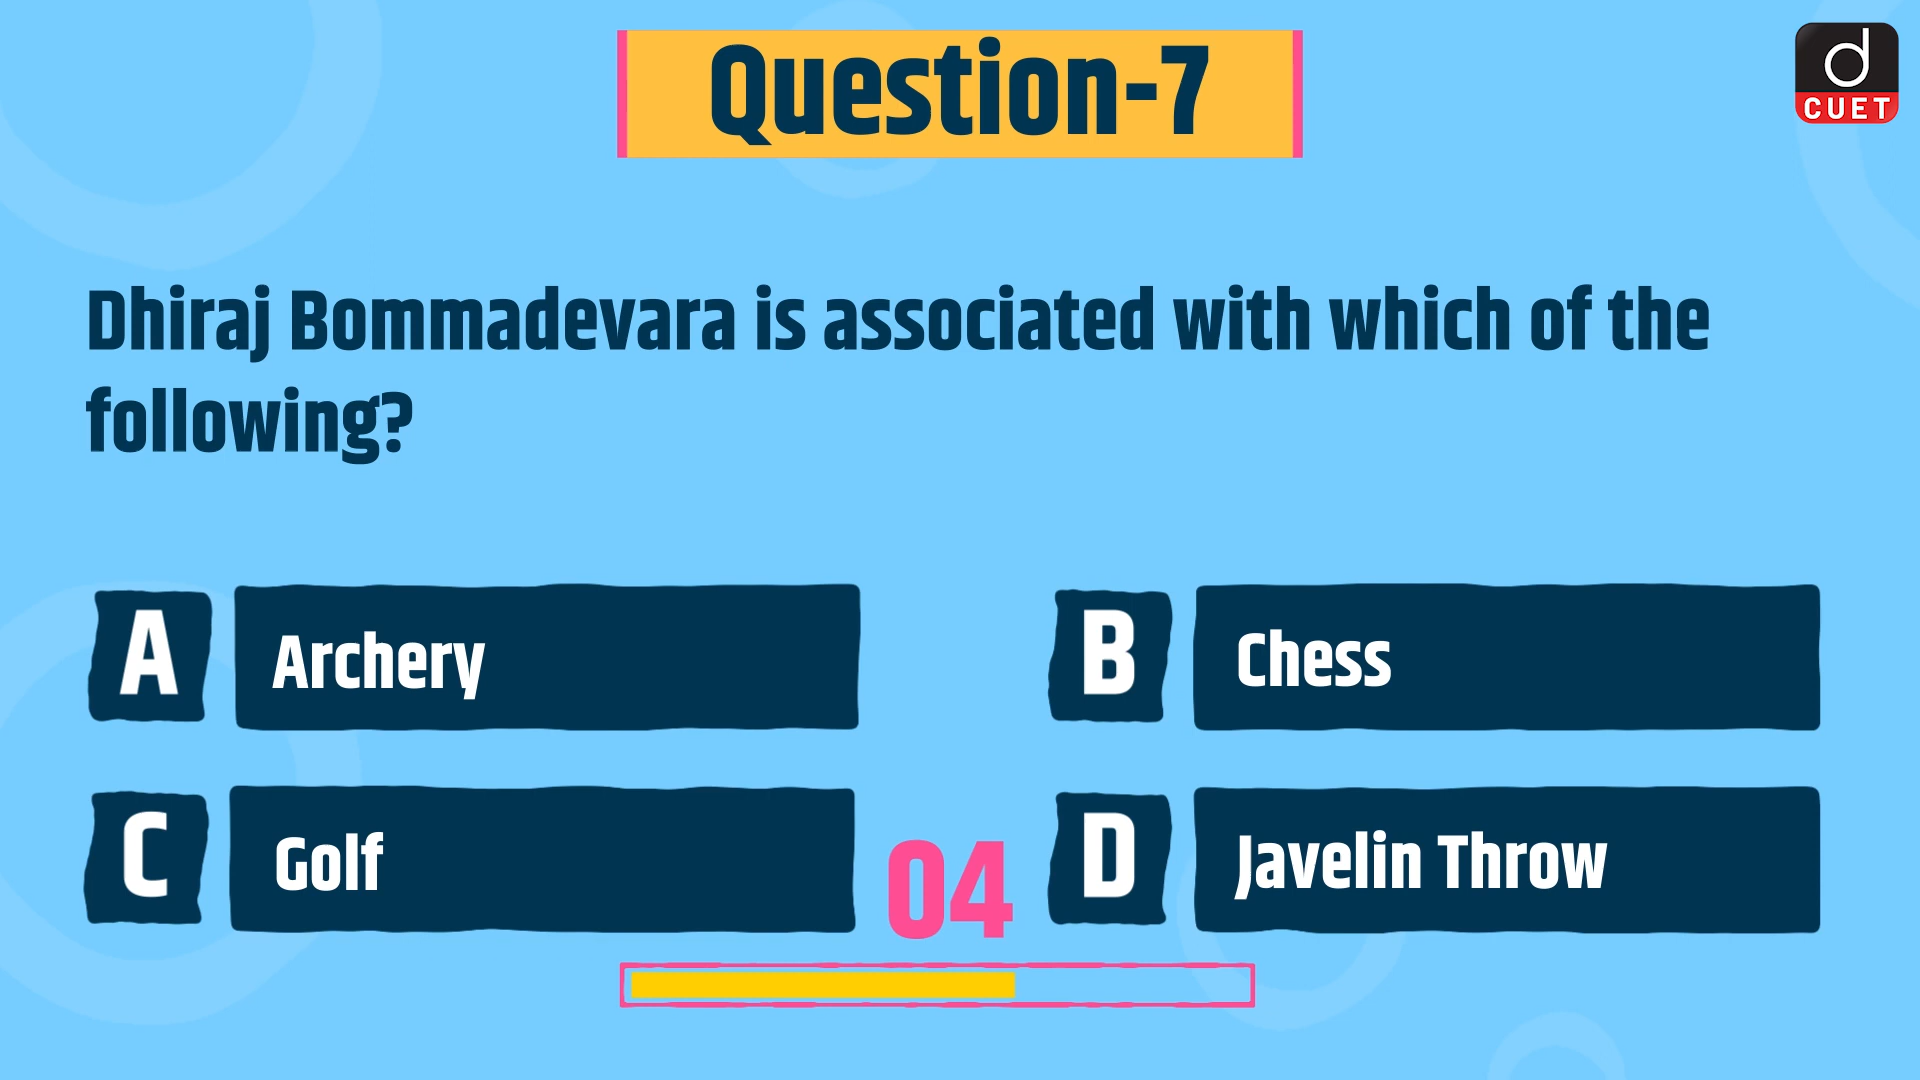 Question-7
d
CUET
Dhiraj Bommadevara is associated with which of the
following?
A
Archery
B
Chess
C
Golf
04
D
Javelin Throw